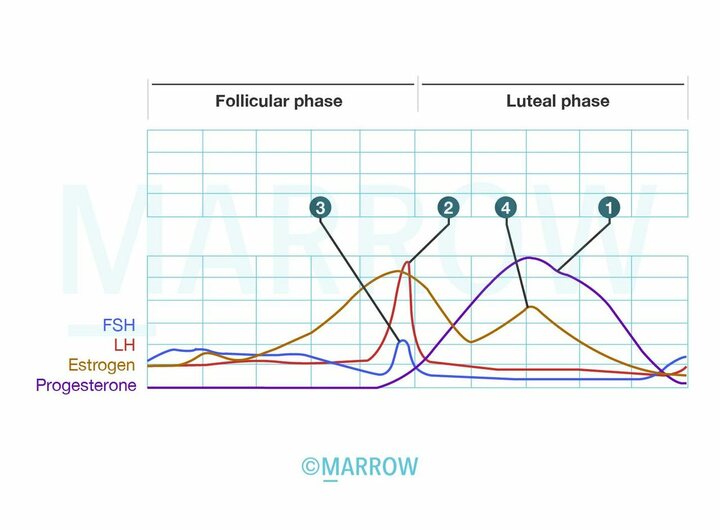 Follicular phase
Luteal phase
MARROW
3
2
4
1
FSH
LH
Estrogen
Progesterone
©MARROW